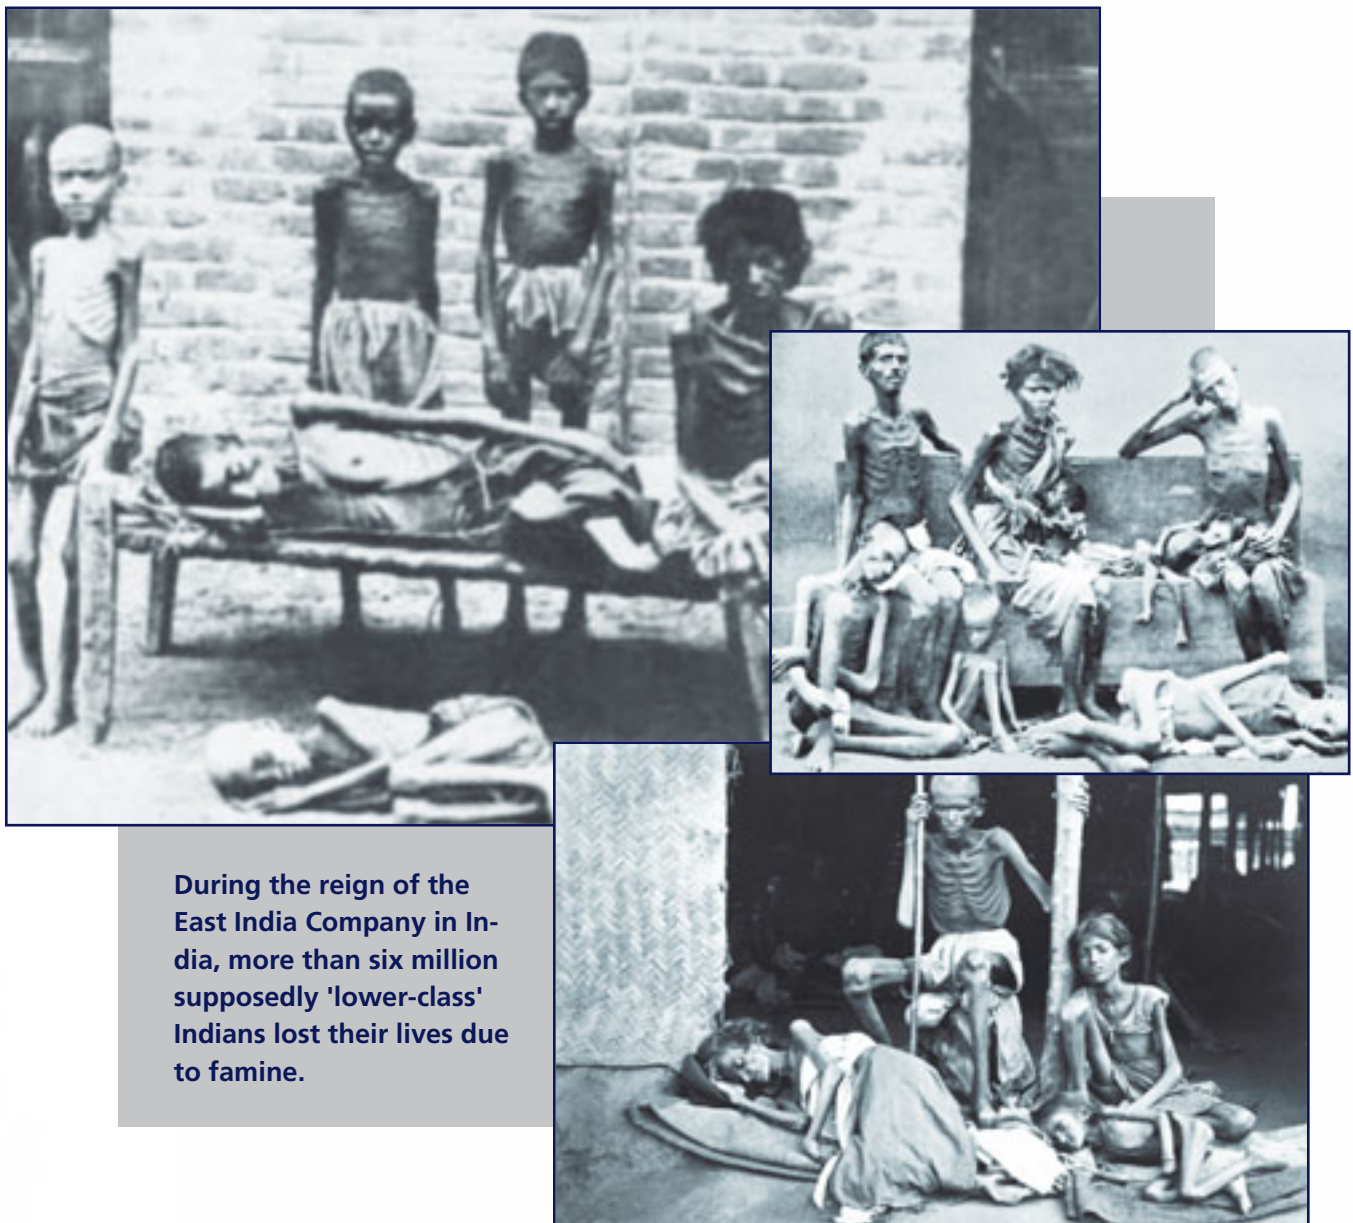 During the reign of the
East India Company in In-
dia, more than six million
supposedly 'lower-class'
Indians lost their lives due
to famine.